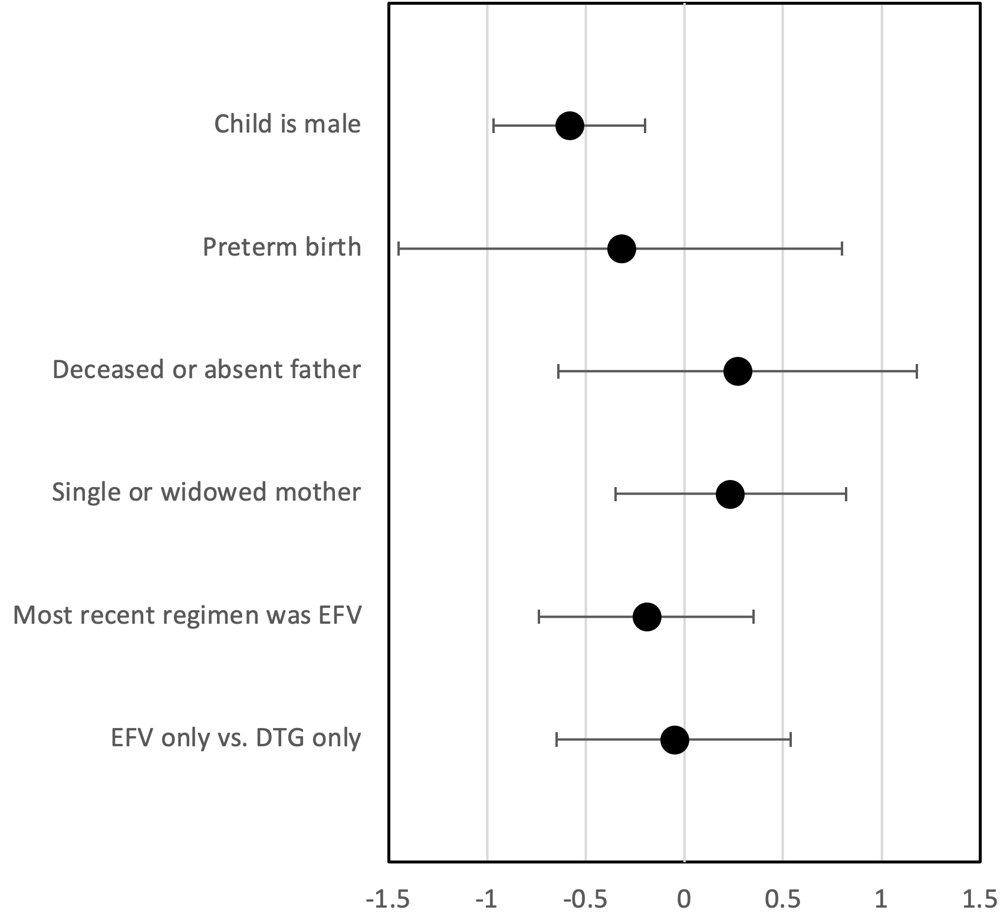 Child is male
Preterm birth
Deceased or absent father
Single or widowed mother
Most recent regimen was EFV
EFV only vs. DTG only
-1.5 -1 -0.5 0 0.5 1 1.5